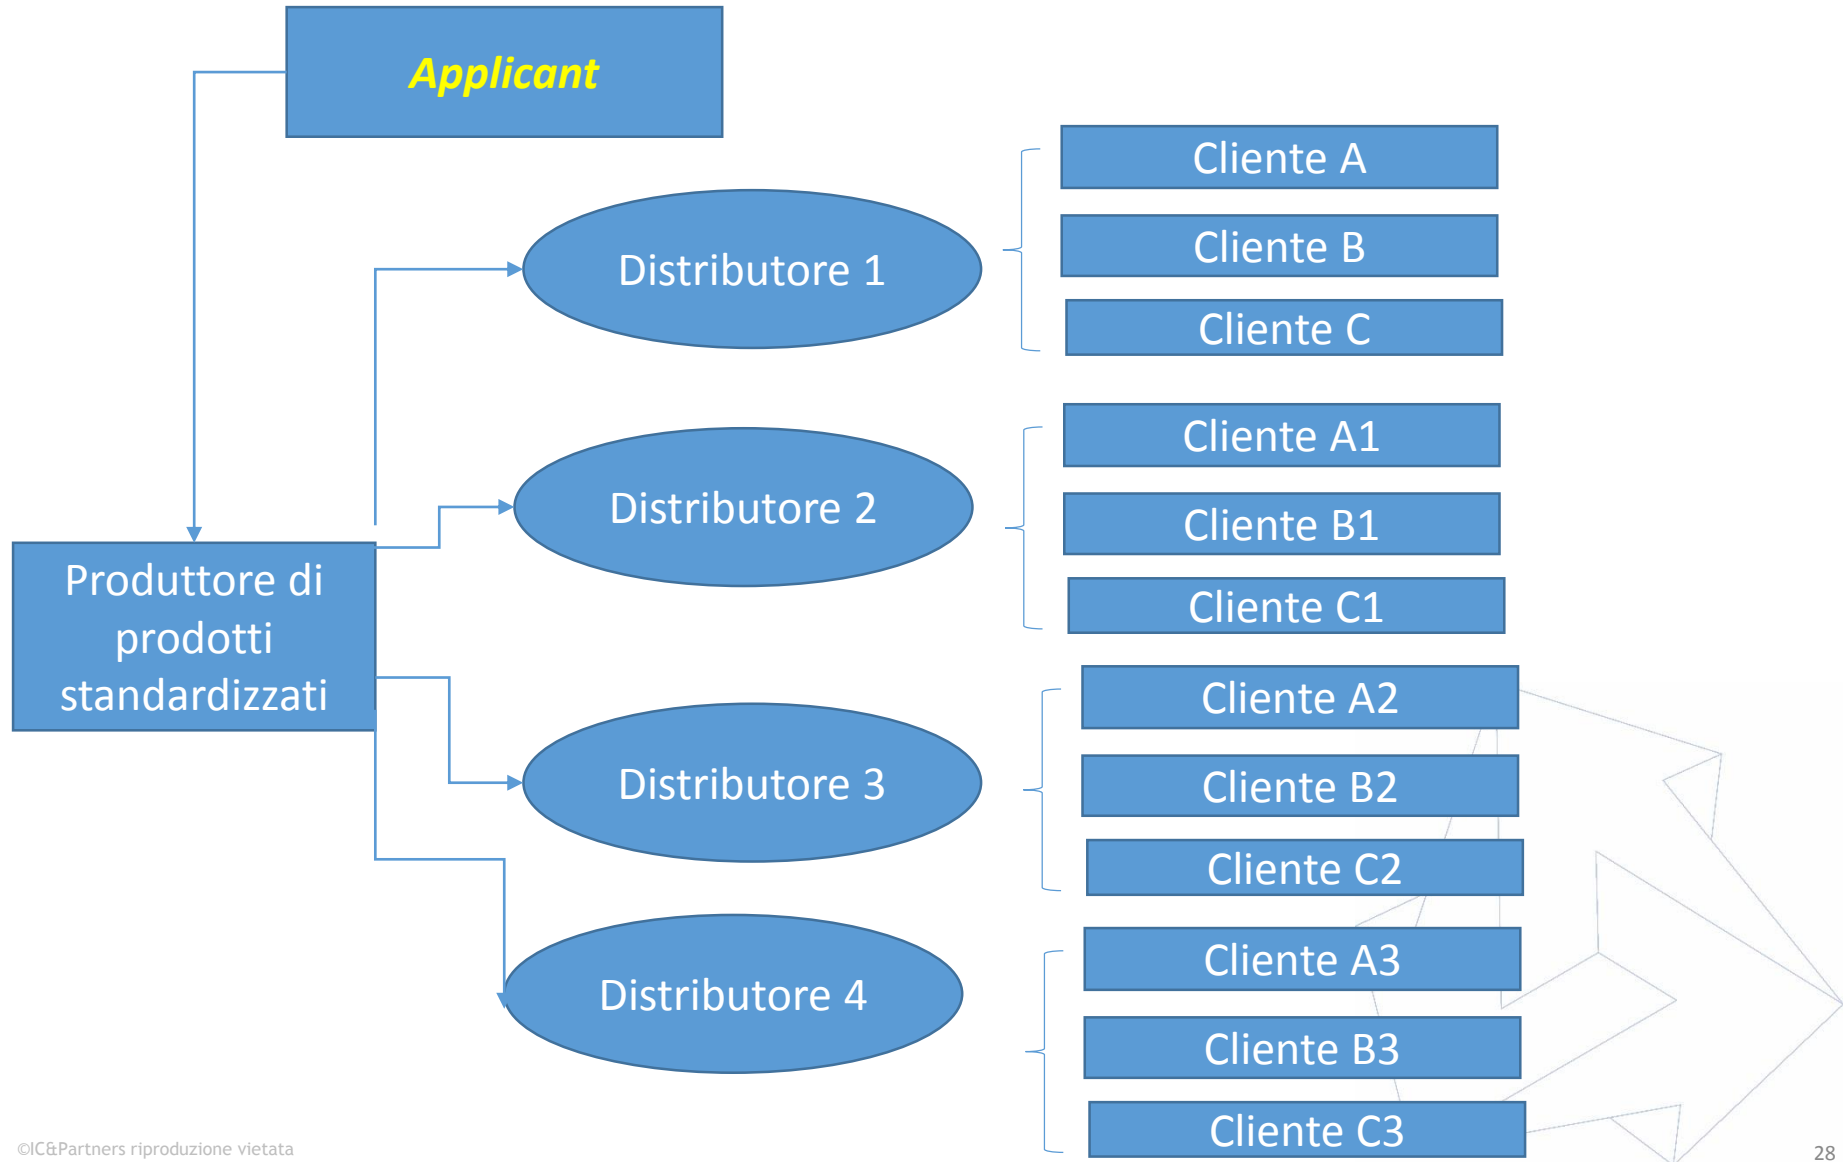 Applicant
Cliente A
Cliente B
Distributore 1
Cliente C
Cliente A1
Distributore 2
Cliente B1
Cliente C1
Produttore di
prodotti
standardizzati
Cliente A2
Distributore 3
Cliente B2
Cliente C2
Cliente A3
Distributore 4
Cliente B3
Cliente C3
©IC&Partners riproduzione vietata
28